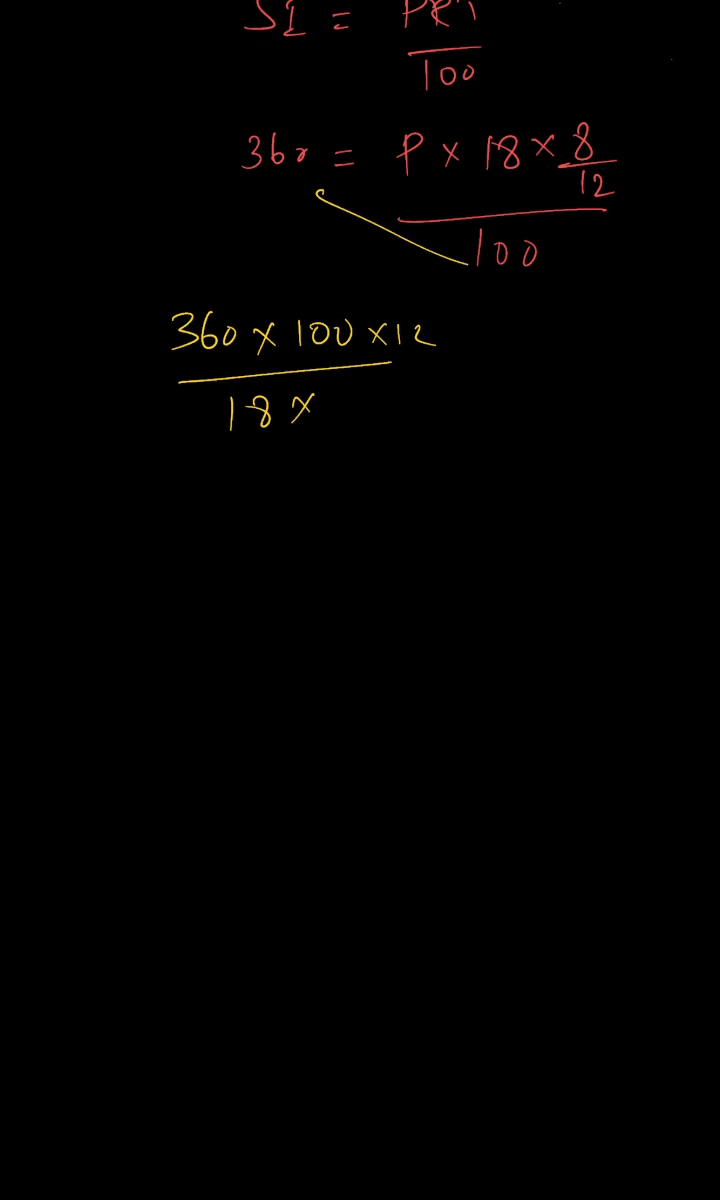 SI = PRT
100
360 = P × 18 × 8
12
100
360 × 100 × 12
18 ×